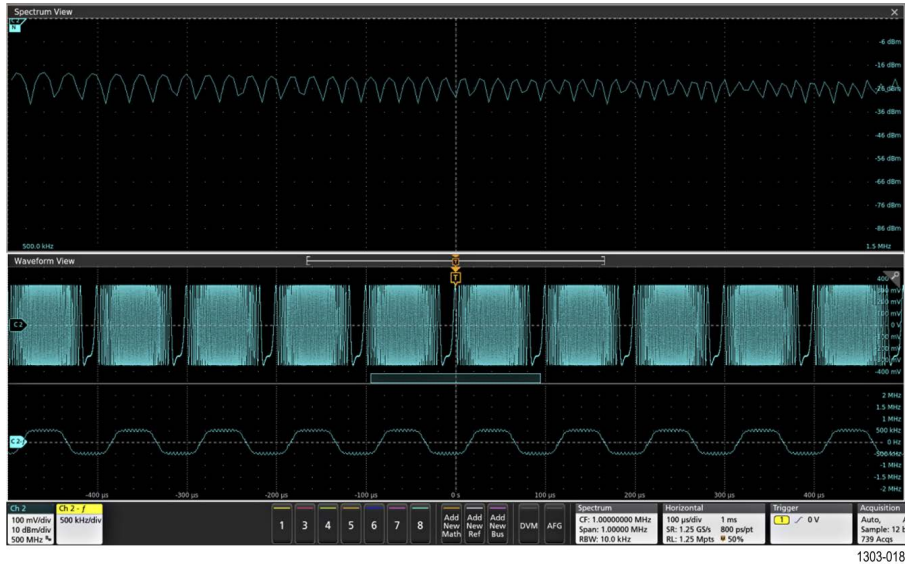 Spectrum View
-6 dBm
-16 dBm
-26 dBm
-36 dBm
-46 dBm
-56 dBm
-66 dBm
-76 dBm
-86 dBm
500.0 kHz 1.5 MHz
Waveform View
T
T
C 2
0 V
-400 mV
2 MHz
1.5 MHz
1 MHz
500 kHz
0 Hz
-500 kHz
-1 MHz
-1.5 MHz
-2 MHz
-400 µs -300 µs -200 µs -100 µs 0 s 100 µs 200 µs 300 µs 400 µs
Ch 2
100 mV/div
10 dBm/div
500 MHz
Ch 2 - f
500 kHz/div
1 2 3 4 5 6 7 8
Add New Math
Add New Ref
Add New Bus
DVM
AFG
Spectrum
CF: 1.00000000 MHz
Span: 1.00000 MHz
RBW: 10.0 kHz
Horizontal
100 µs/div 1 ms
SR: 1.25 GS/s 800 ps/pt
RL: 1.25 Mpts 50%
Trigger
1 0 V
Acquisition
Auto,
Sample: 12 b
739 Acqs
1303-018